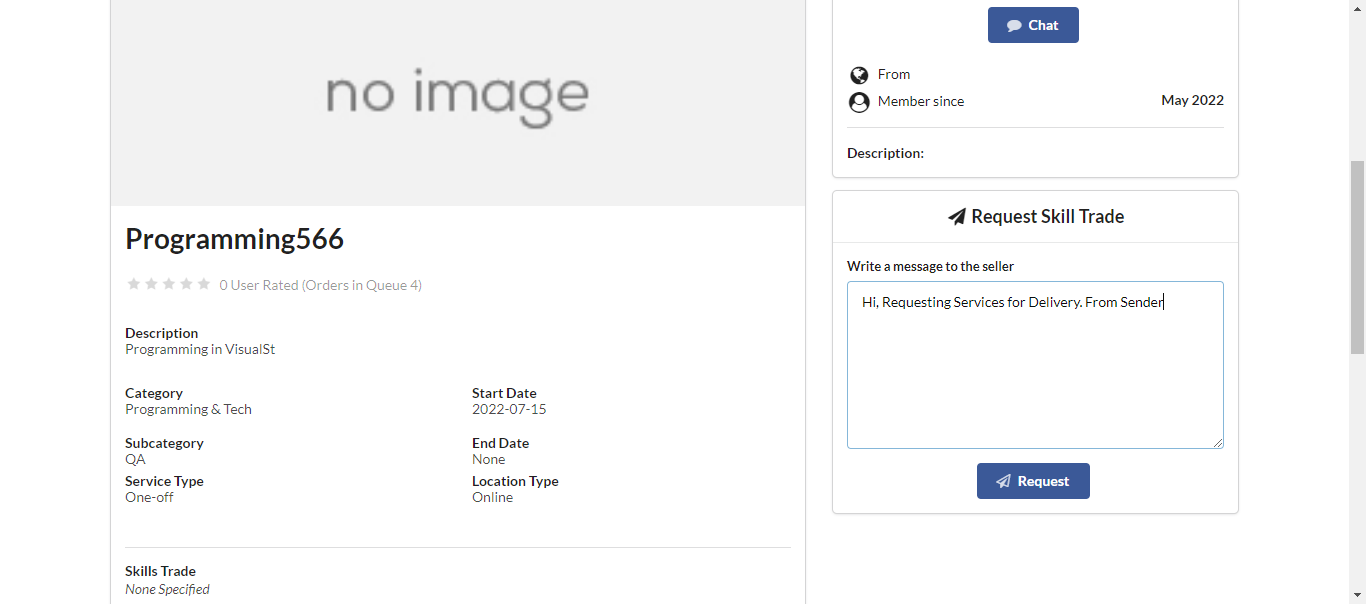 no image
Programming566
0 User Rated (Orders in Queue 4)
Description
Programming in VisualSt
Category
Programming & Tech
Start Date
2022-07-15
Subcategory
QA
End Date
None
Service Type
One-off
Location Type
Online
Skills Trade
None Specified
Chat
From
Member since May 2022
Description:
Request Skill Trade
Write a message to the seller
Hi, Requesting Services for Delivery. From Sender
Request